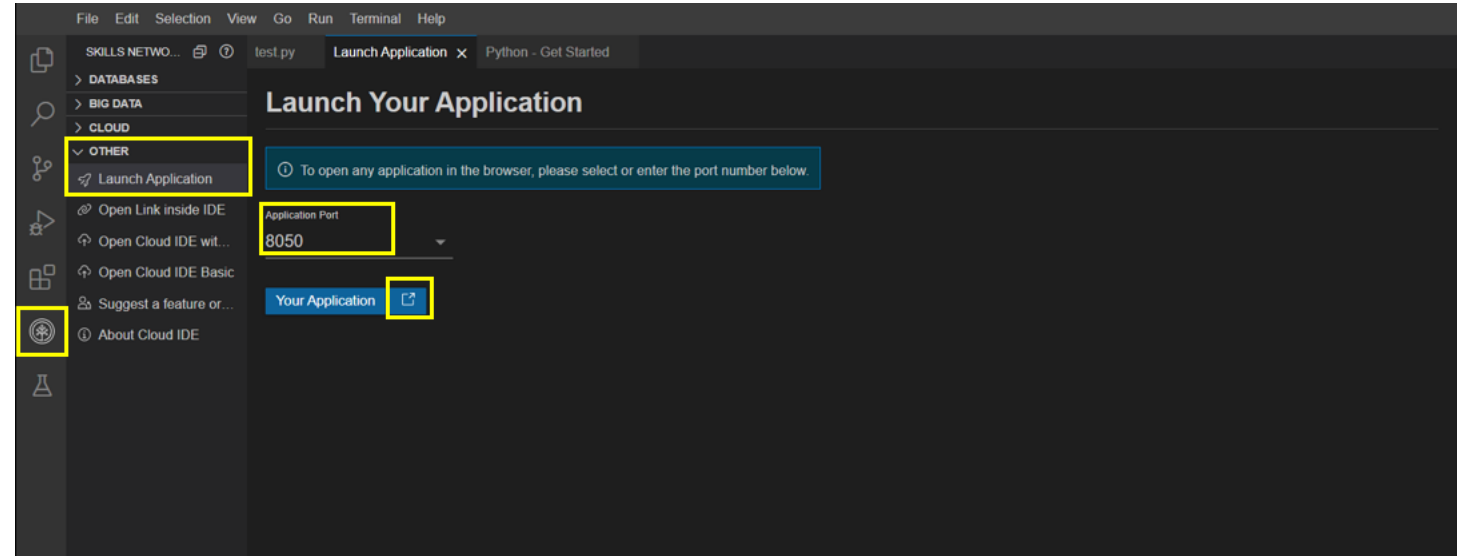 File Edit Selection View Go Run Terminal Help
SKILLS NETWO...
test.py Launch Application Python - Get Started
DATABASES
BIG DATA
CLOUD
OTHER
Launch Application
Open Link inside IDE
Open Cloud IDE wit...
Open Cloud IDE Basic
Suggest a feature or...
About Cloud IDE
Launch Your Application
To open any application in the browser, please select or enter the port number below.
Application Port
8050
Your Application